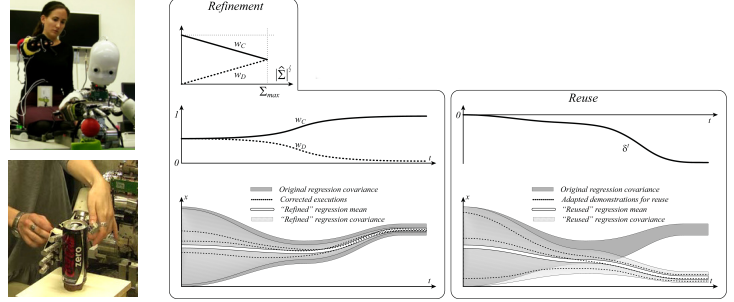 Refinement
w_C
w_D
|Σ̂|^ζ
Σ_max
1
w_C
w_D
0
t
Original regression covariance
Corrected executions
“Refined” regression mean
“Refined” regression covariance
x
t
Reuse
0
t
δ^t
Original regression covariance
Adapted demonstrations for reuse
“Reused” regression mean
“Reused” regression covariance
x
t
zero